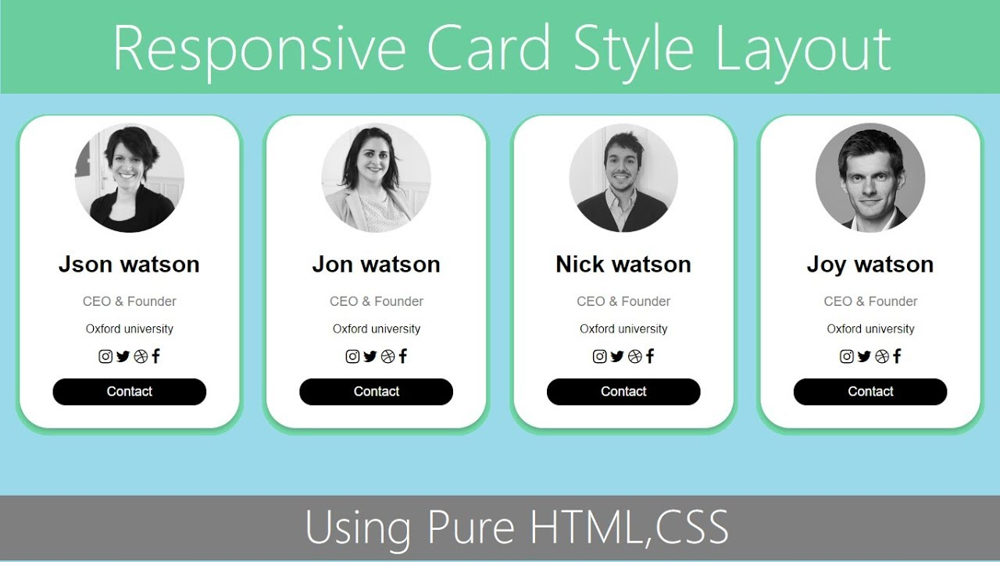 Responsive Card Style Layout
Json watson
CEO & Founder
Oxford university
Contact
Jon watson
CEO & Founder
Oxford university
Contact
Nick watson
CEO & Founder
Oxford university
Contact
Joy watson
CEO & Founder
Oxford university
Contact
Using Pure HTML,CSS